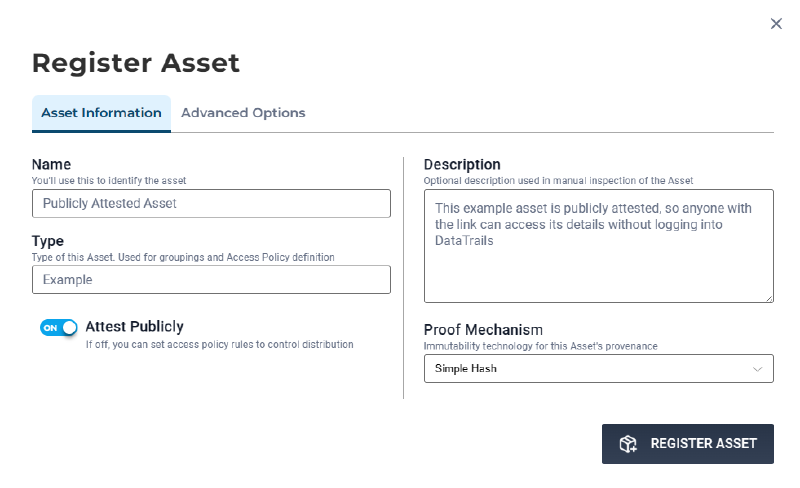 Register Asset
Asset Information
Advanced Options
Name
You'll use this to identify the asset
Publicly Attested Asset
Type
Type of this Asset. Used for groupings and Access Policy definition
Example
ON
Attest Publicly
If off, you can set access policy rules to control distribution
Description
Optional description used in manual inspection of the Asset
This example asset is publicly attested, so anyone with
the link can access its details without logging into
DataTrails
Proof Mechanism
Immutability technology for this Asset's provenance
Simple Hash
REGISTER ASSET